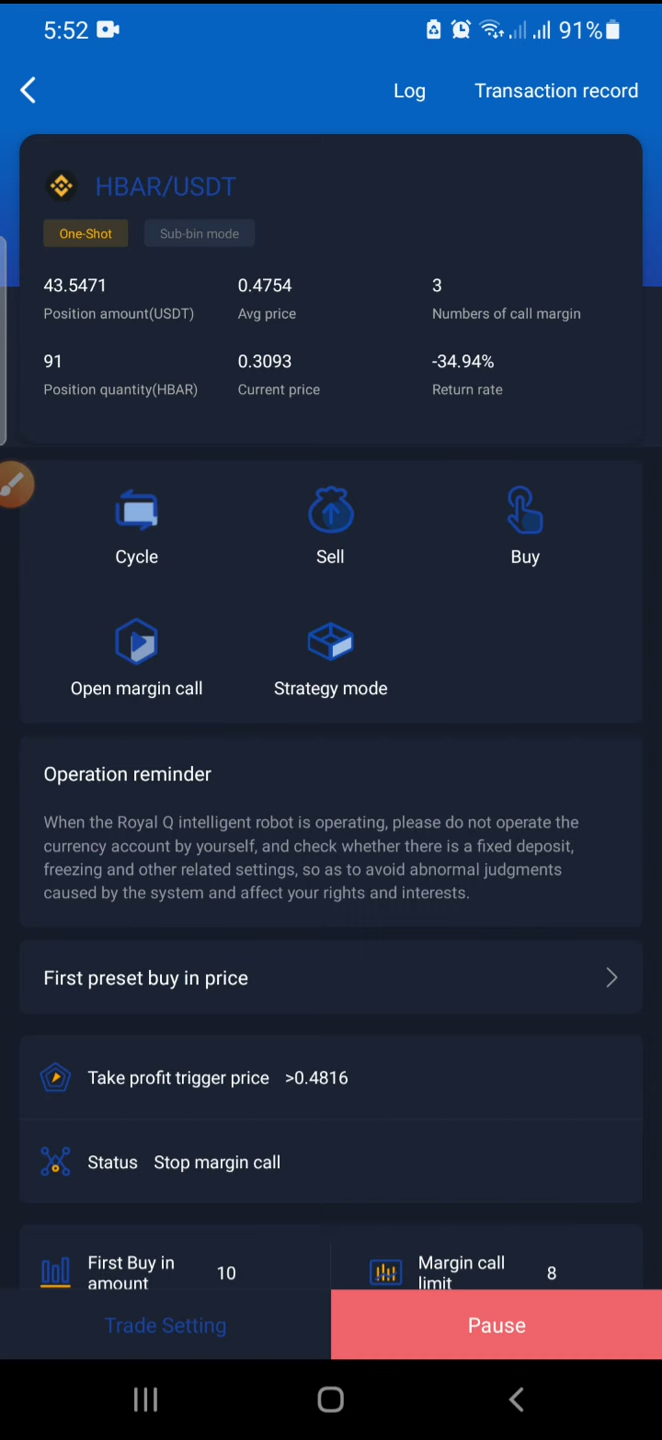 5:52 91%
Log Transaction record
HBAR/USDT
One-Shot Sub-bin mode
43.5471 0.4754 3
Position amount(USDT) Avg price Numbers of call margin
91 0.3093 -34.94%
Position quantity(HBAR) Current price Return rate
Cycle Sell Buy
Open margin call Strategy mode
Operation reminder
When the Royal Q intelligent robot is operating, please do not operate the
currency account by yourself, and check whether there is a fixed deposit,
freezing and other related settings, so as to avoid abnormal judgments
caused by the system and affect your rights and interests.
First preset buy in price
Take profit trigger price >0.4816
Status Stop margin call
First Buy in amount 10 Margin call limit 8
Trade Setting Pause